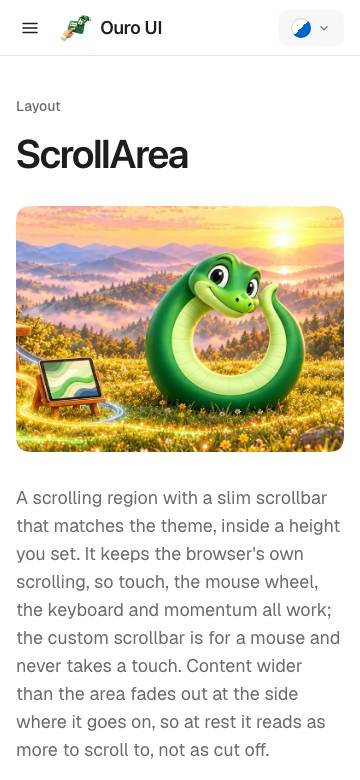 Ouro UI
Layout
ScrollArea
A scrolling region with a slim scrollbar
that matches the theme, inside a height
you set. It keeps the browser's own
scrolling, so touch, the mouse wheel,
the keyboard and momentum all work;
the custom scrollbar is for a mouse and
never takes a touch. Content wider
than the area fades out at the side
where it goes on, so at rest it reads as
more to scroll to, not as cut off.